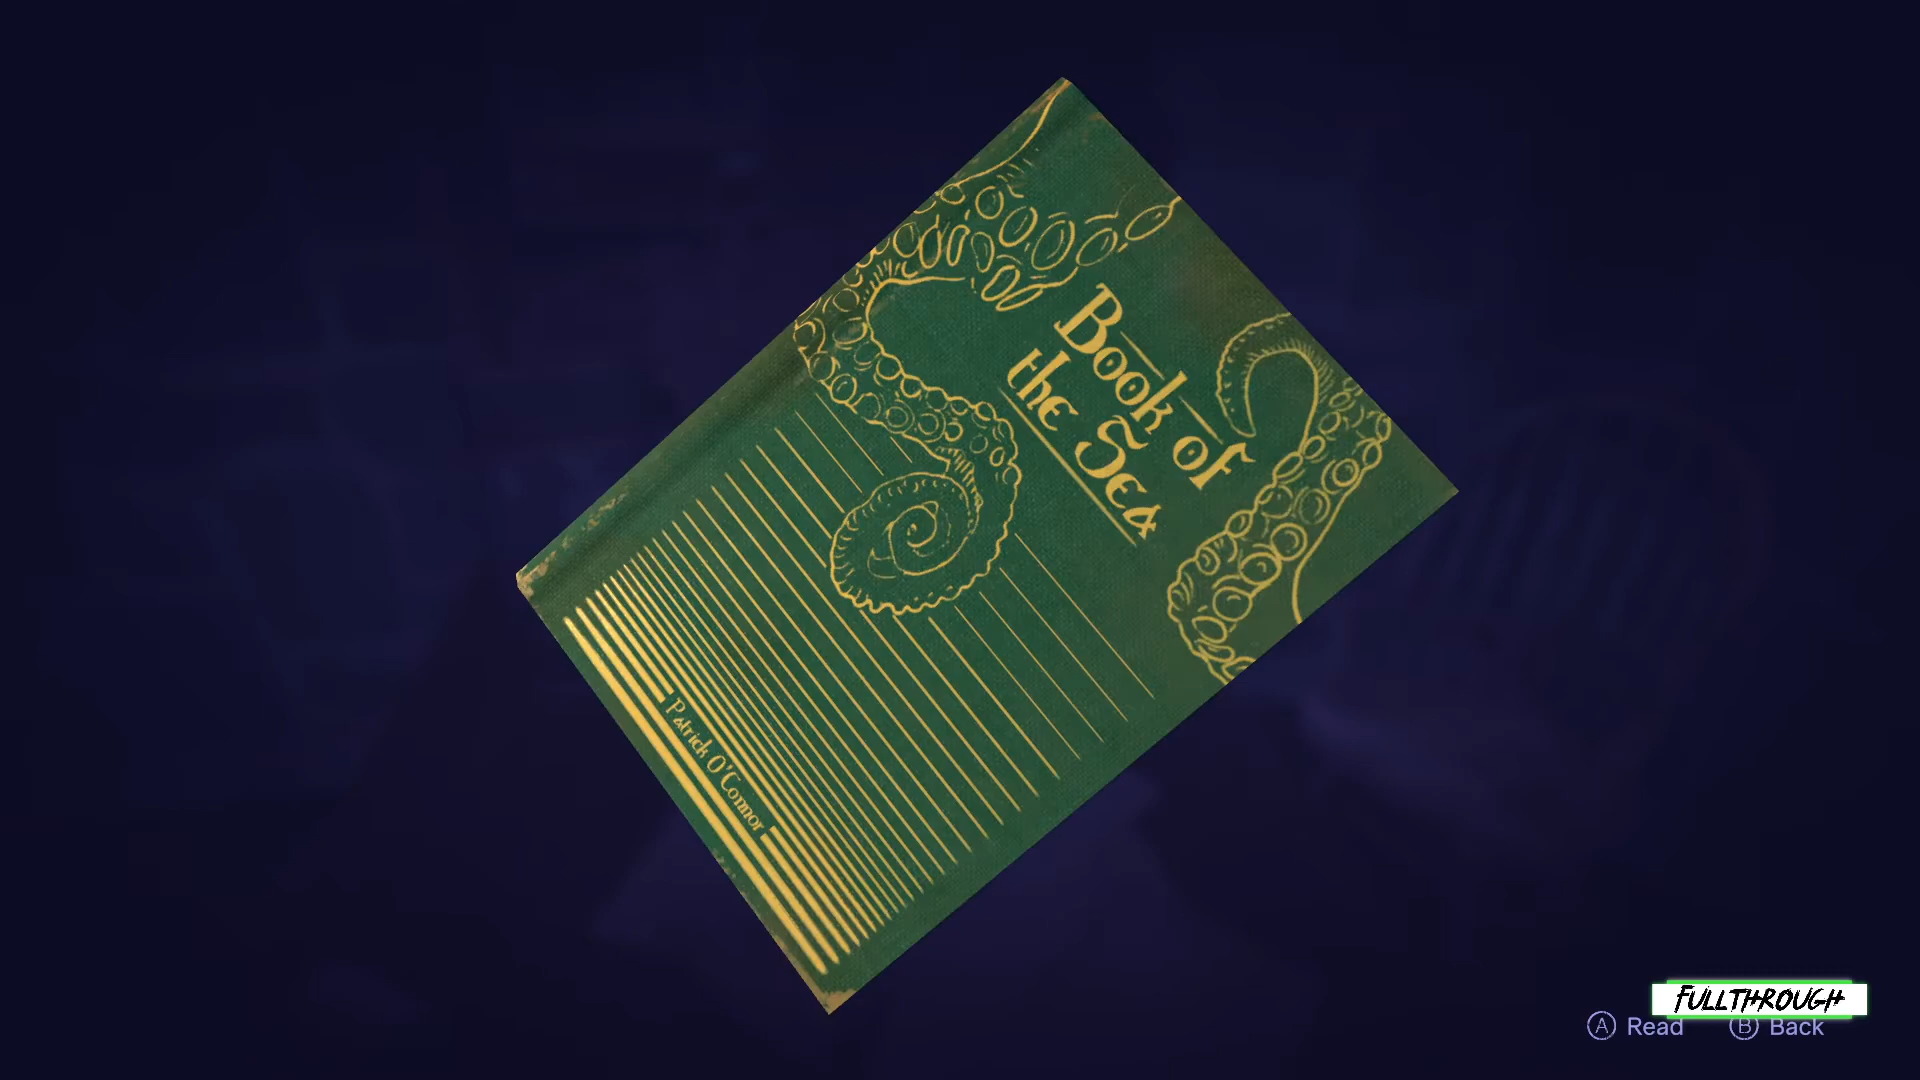 Book of
the Sea
Patrick O'Connor
FULLTHROUGH
A Read B Back